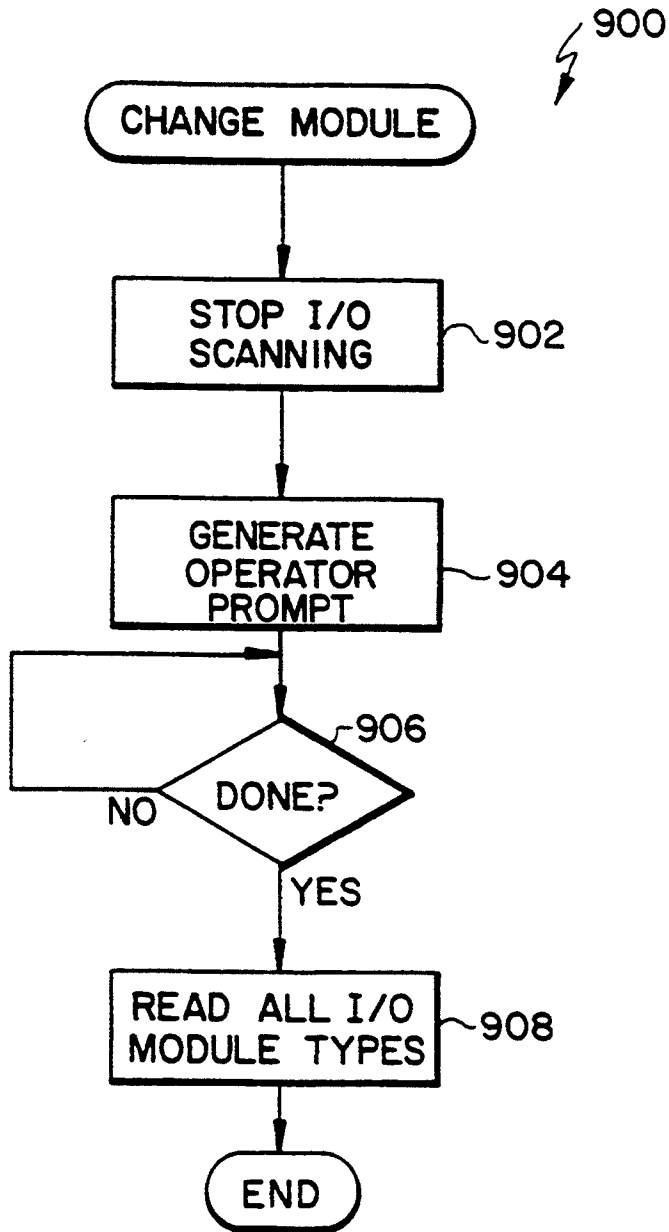 900
CHANGE MODULE
STOP I/O
SCANNING
902
GENERATE
OPERATOR
PROMPT
904
906
DONE?
NO
YES
READ ALL I/O
MODULE TYPES
908
END